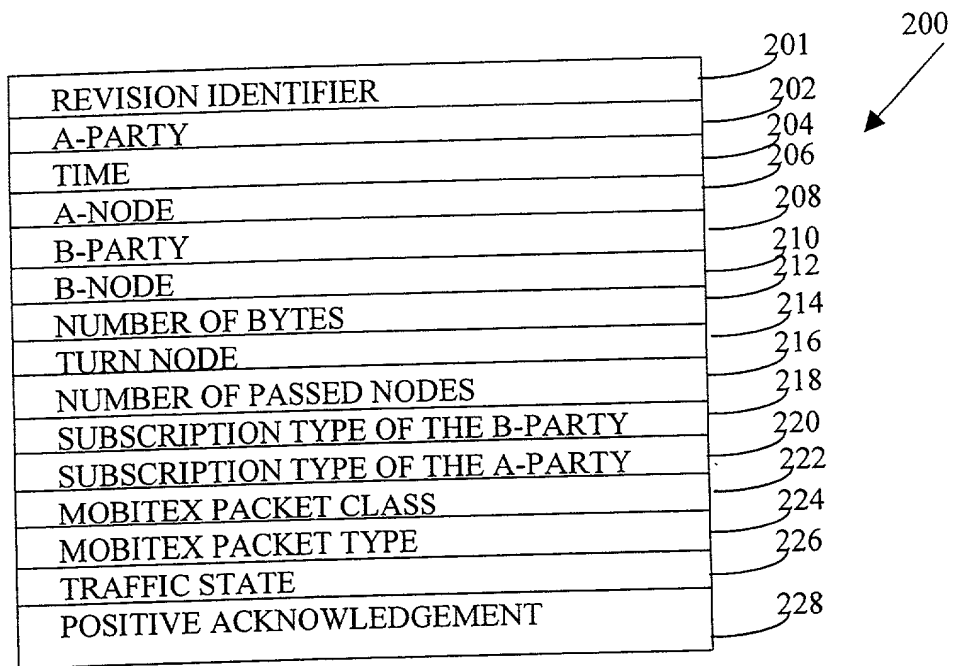 200
REVISION IDENTIFIER 201
A-PARTY 202
TIME 204
A-NODE 206
B-PARTY 208
B-NODE 210
NUMBER OF BYTES 212
TURN NODE 214
NUMBER OF PASSED NODES 216
SUBSCRIPTION TYPE OF THE B-PARTY 218
SUBSCRIPTION TYPE OF THE A-PARTY 220
MOBITEX PACKET CLASS 222
MOBITEX PACKET TYPE 224
TRAFFIC STATE 226
POSITIVE ACKNOWLEDGEMENT 228